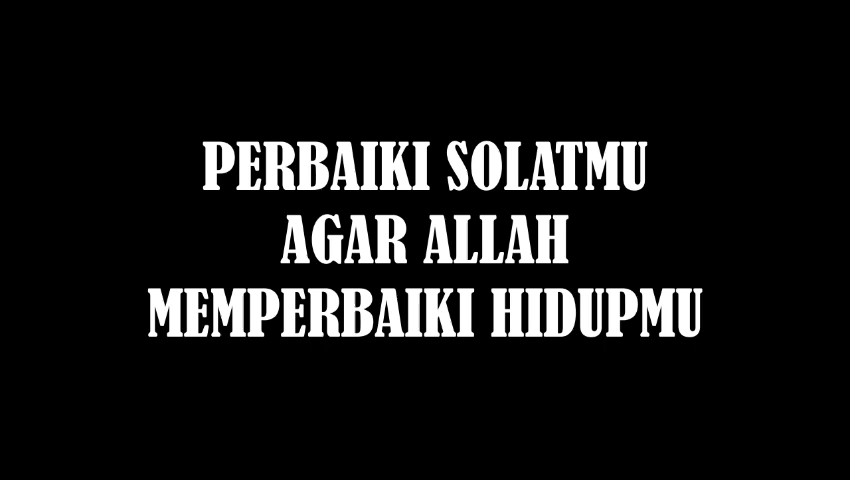 PERBAIKI SOLATMU
AGAR ALLAH
MEMPERBAIKI HIDUPMU